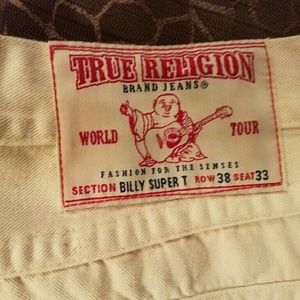 TRUE RELIGION
BRAND JEANS®
WORLD TOUR
FASHION FOR THE SENSES
SECTION BILLY SUPER T ROW 38 SEAT 33